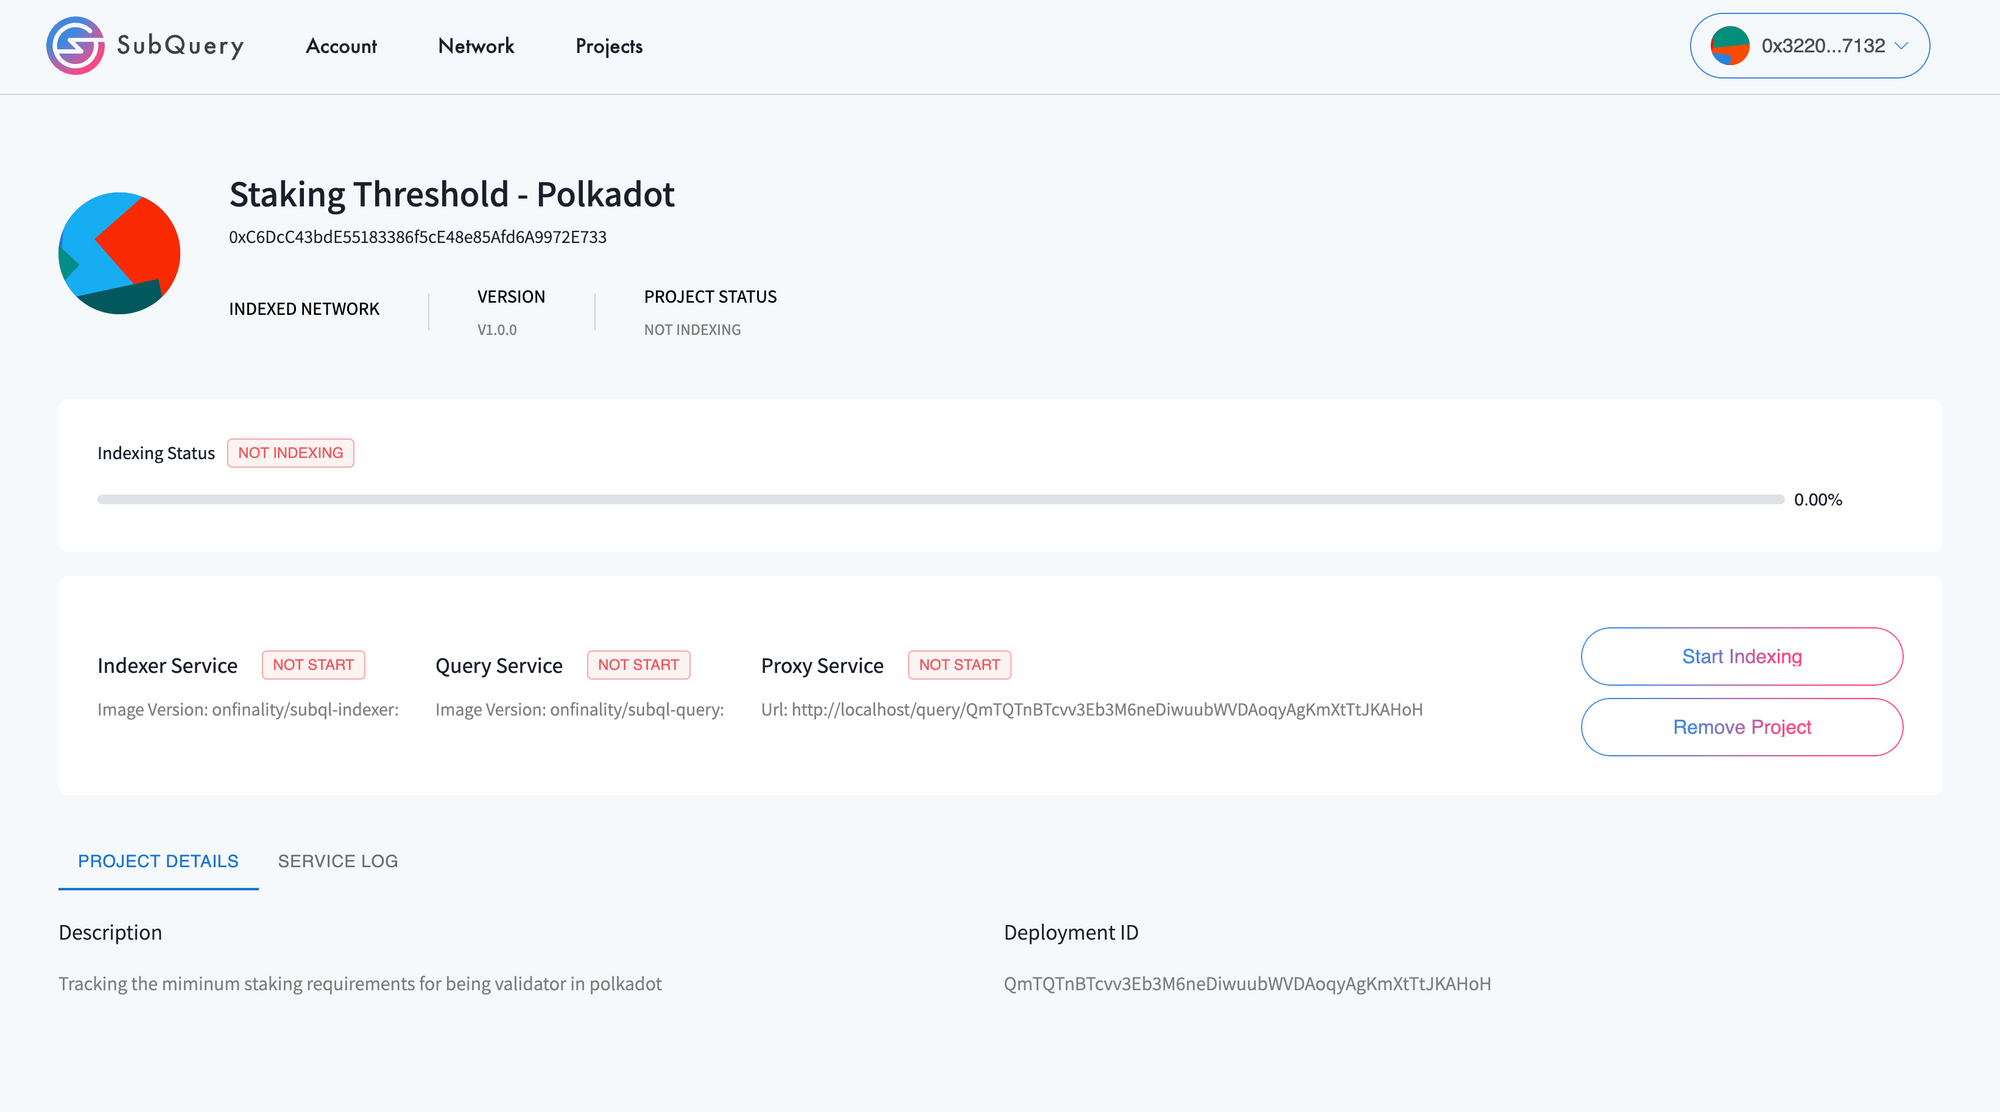 SubQuery
Account
Network
Projects
0x3220...7132
Staking Threshold - Polkadot
0xC6DcC43bdE55183386f5cE48e85Afd6A9972E733
INDEXED NETWORK
VERSION
V1.0.0
PROJECT STATUS
NOT INDEXING
Indexing Status
NOT INDEXING
0.00%
Indexer Service
NOT START
Image Version: onfinality/subql-indexer:
Query Service
NOT START
Image Version: onfinality/subql-query:
Proxy Service
NOT START
Url: http://localhost/query/QmTQTnBTcvv3Eb3M6neDiwuubWVDAoqyAgKmXtTtJKAHoH
Start Indexing
Remove Project
PROJECT DETAILS
SERVICE LOG
Description
Tracking the miminum staking requirements for being validator in polkadot
Deployment ID
QmTQTnBTcvv3Eb3M6neDiwuubWVDAoqyAgKmXtTtJKAHoH